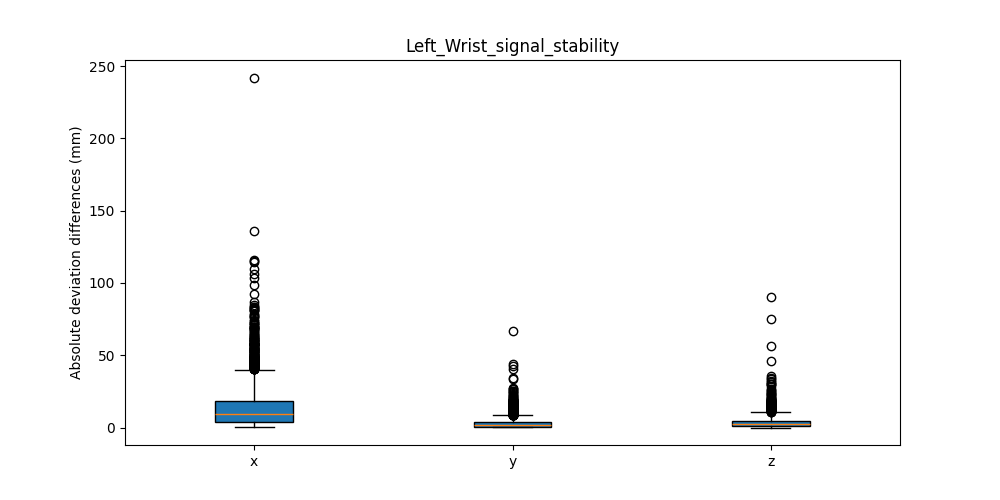 Left_Wrist_signal_stability
Absolute deviation differences (mm)
250
200
150
100
50
0
x
y
z